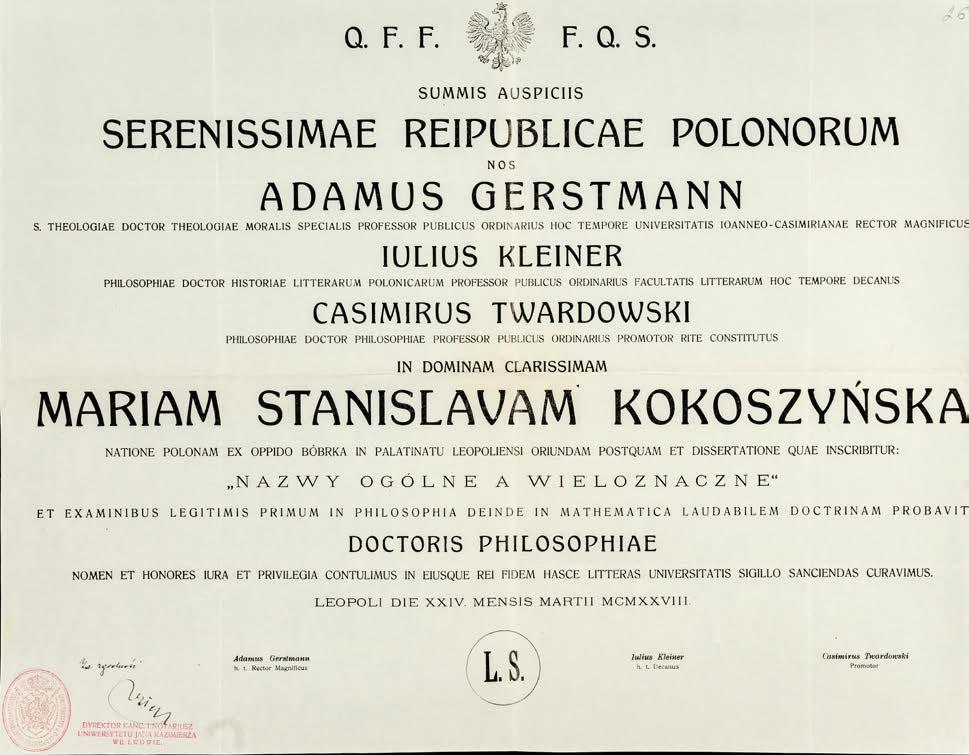 26
Q. F. F. F. Q. S.
SUMMIS AUSPICIIS
SERENISSIMAE REIPUBLICAE POLONORUM
NOS
ADAMUS GERSTMANN
S. THEOLOGIAE DOCTOR THEOLOGIAE MORALIS SPECIALIS PROFESSOR PUBLICUS ORDINARIUS HOC TEMPORE UNIVERSITATIS IOANNEO-CASIMIRIANAE RECTOR MAGNIFICUS
IULIUS KLEINER
PHILOSOPHIAE DOCTOR HISTORIAE LITTERARUM POLONICARUM PROFESSOR PUBLICUS ORDINARIUS FACULTATIS LITTERARUM HOC TEMPORE DECANUS
CASIMIRUS TWARDOWSKI
PHILOSOPHIAE DOCTOR PHILOSOPHIAE PROFESSOR PUBLICUS ORDINARIUS PROMOTOR RITE CONSTITUTUS
IN DOMINAM CLARISSIMAM
MARIAM STANISLAVAM KOKOSZYŃSKA
NATIONE POLONAM EX OPPIDO BÓBRKA IN PALATINATU LEOPOLIENSI ORIUNDAM POSTQUAM ET DISSERTATIONE QUAE INSCRIBITUR:
„NAZWY OGÓLNE A WIELOZNACZNE“
ET EXAMINIBUS LEGITIMIS PRIMUM IN PHILOSOPHIA DEINDE IN MATHEMATICA LAUDABILEM DOCTRINAM PROBAVIT
DOCTORIS PHILOSOPHIAE
NOMEN ET HONORES IURA ET PRIVILEGIA CONTULIMUS IN EIUSQUE REI FIDEM HASCE LITTERAS UNIVERSITATIS SIGILLO SANCIENDAS CURAVIMUS.
LEOPOLI DIE XXIV. MENSIS MARTII MCMXXVIII.
Za zgodność
Adamus Gerstmann
h. t. Rector Magnificus
L. S.
Iulius Kleiner
h. t. Decanus
Casimirus Twardowski
Promotor
DYREKTOR KANC. I NOTARIUSZ
UNIWERSYTETU JANA KAZIMIERZA
WE LWOWIE.